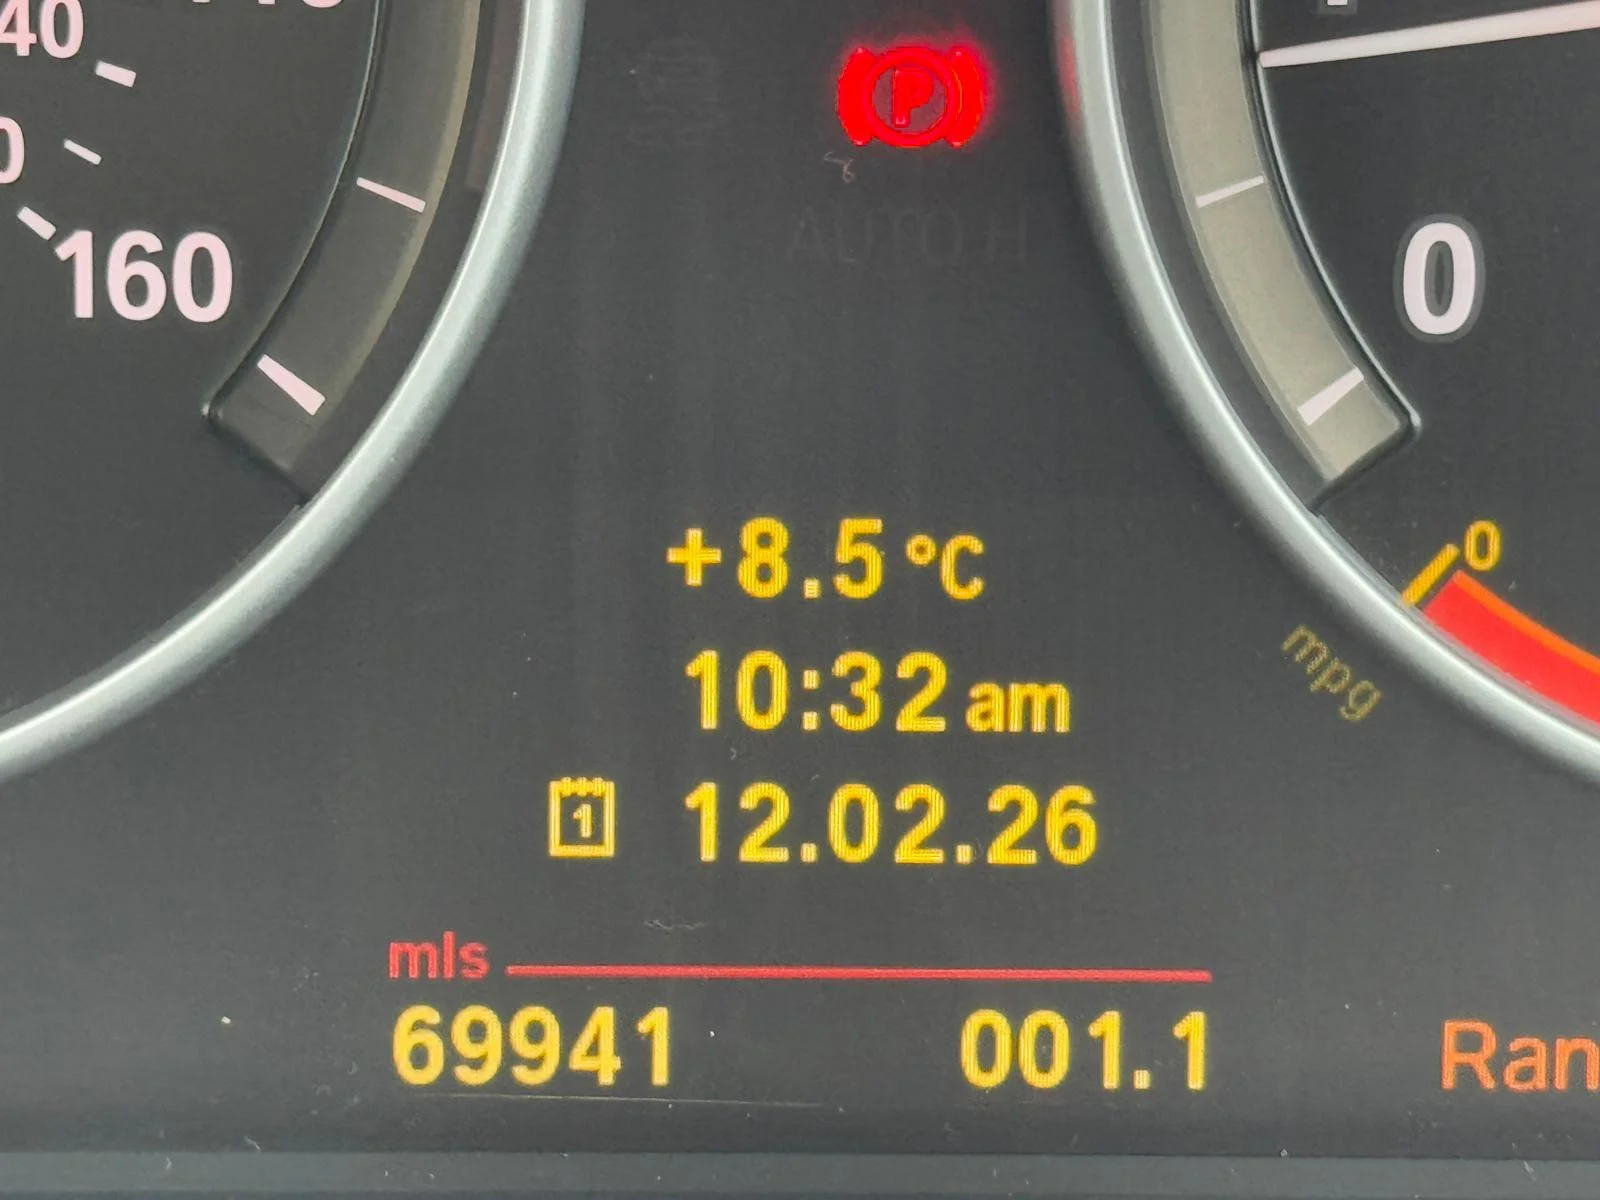 40
160
P
0
+8.5 °C
0
mpg
10:32 am
1 12.02.26
mls
69941 001.1
Ran